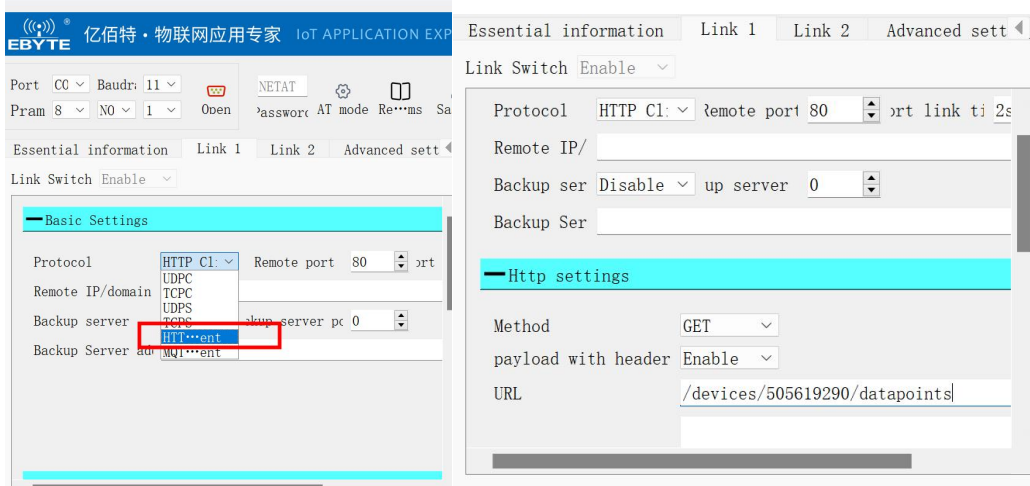 EBYTE ® 亿佰特·物联网应用专家 IoT APPLICATION EXP
Port CC Baudr: 11 NETAT
Pram 8 NO 1 Open Password AT mode Re…ms Sa
Essential information Link 1 Link 2 Advanced sett
Link Switch Enable
Basic Settings
Protocol HTTP Cl: Remote port 80 ort
UDPC
Remote IP/domain TCPC
UDPS
Backup server TCPS kup server pc 0
HTT…ent
Backup Server ad MQT…ent
Essential information Link 1 Link 2 Advanced sett
Link Switch Enable
Protocol HTTP Cl: Remote port 80 ort link ti 2s
Remote IP/
Backup ser Disable up server 0
Backup Ser
Http settings
Method GET
payload with header Enable
URL /devices/505619290/datapoints